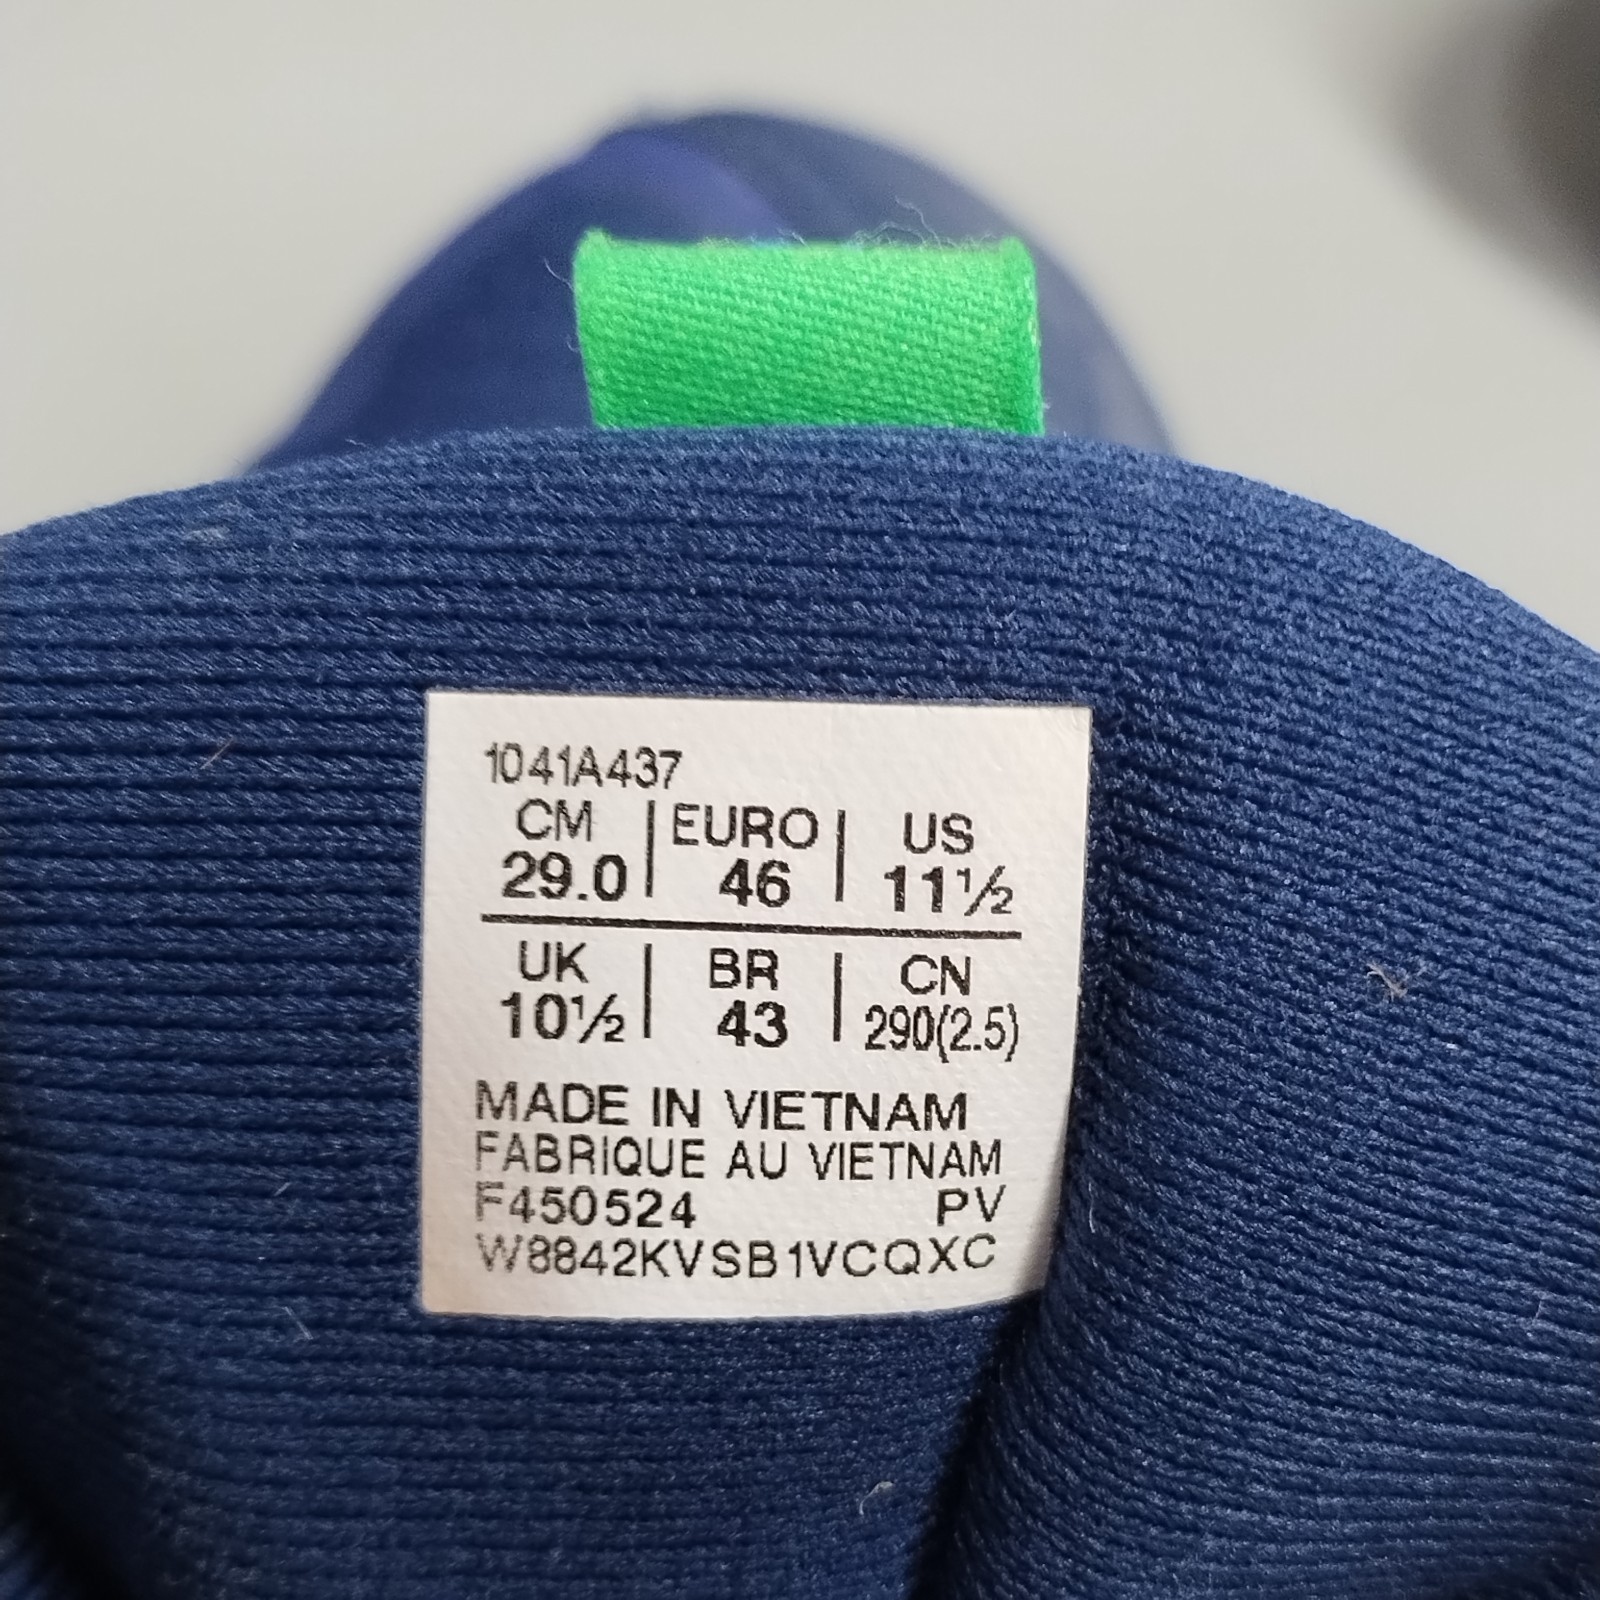 1041A437
CM | EURO | US
29.0 | 46 | 11½
UK | BR | CN
10½ | 43 | 290(2.5)
MADE IN VIETNAM
FABRIQUE AU VIETNAM
F450524 PV
W8842KVSB1VCQXC